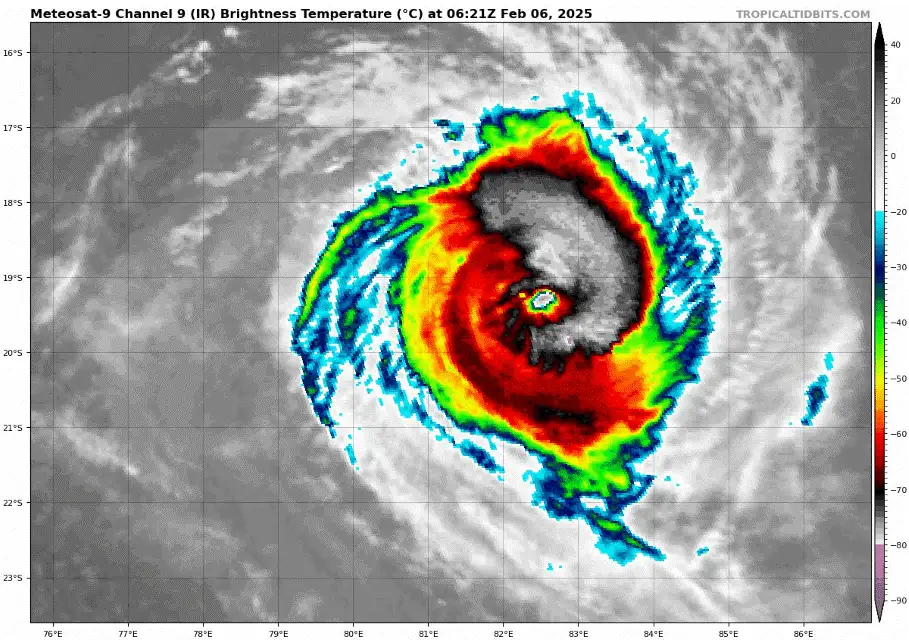 Meteosat-9 Channel 9 (IR) Brightness Temperature (°C) at 06:21Z Feb 06, 2025
TROPICALTIDBITS.COM
16°S
17°S
18°S
19°S
20°S
21°S
22°S
23°S
76°E 77°E 78°E 79°E 80°E 81°E 82°E 83°E 84°E 85°E 86°E
40
20
0
−20
−30
−40
−50
−60
−70
−80
−90